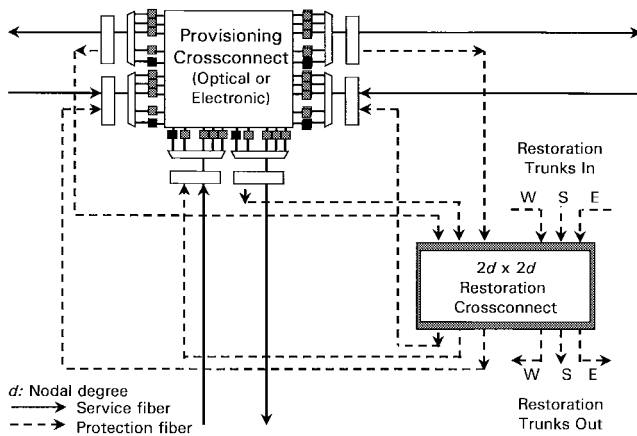 Provisioning
Crossconnect
(Optical or
Electronic)
Restoration
Trunks In
W S E
2d x 2d
Restoration
Crossconnect
W S E
Restoration
Trunks Out
d: Nodal degree
Service fiber
Protection fiber